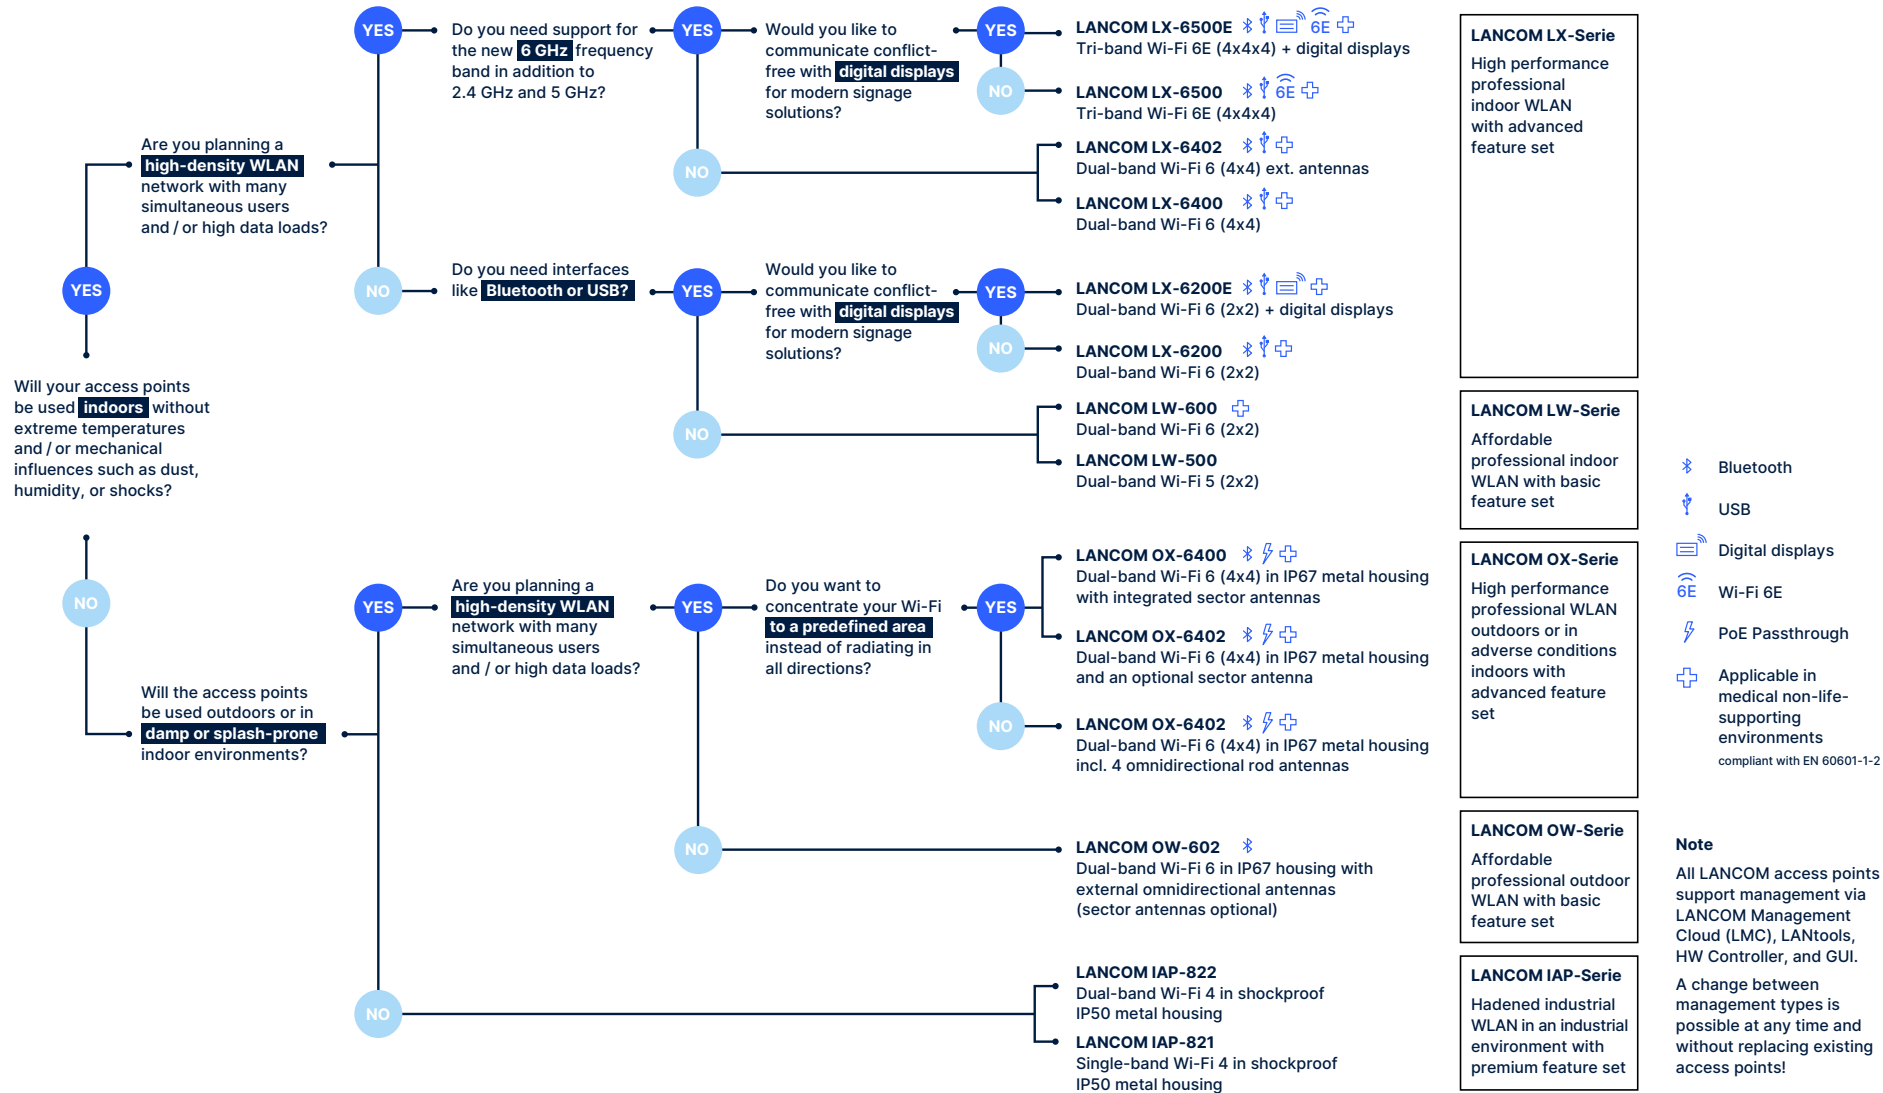 Will your access points
be used indoors without
extreme temperatures
and / or mechanical
influences such as dust,
humidity, or shocks?
YES
Are you planning a
high-density WLAN
network with many
simultaneous users
and / or high data loads?
YES
Do you need support for
the new 6 GHz frequency
band in addition to
2.4 GHz and 5 GHz?
YES
Would you like to
communicate conflict-
free with digital displays
for modern signage
solutions?
YES
LANCOM LX-6500E 6E
Tri-band Wi-Fi 6E (4x4x4) + digital displays
NO
LANCOM LX-6500 6E
Tri-band Wi-Fi 6E (4x4x4)
NO
LANCOM LX-6402
Dual-band Wi-Fi 6 (4x4) ext. antennas
LANCOM LX-6400
Dual-band Wi-Fi 6 (4x4)
NO
Do you need interfaces
like Bluetooth or USB?
YES
Would you like to
communicate conflict-
free with digital displays
for modern signage
solutions?
YES
LANCOM LX-6200E
Dual-band Wi-Fi 6 (2x2) + digital displays
NO
LANCOM LX-6200
Dual-band Wi-Fi 6 (2x2)
NO
LANCOM LW-600
Dual-band Wi-Fi 6 (2x2)
LANCOM LW-500
Dual-band Wi-Fi 5 (2x2)
NO
Will the access points
be used outdoors or in
damp or splash-prone
indoor environments?
YES
Are you planning a
high-density WLAN
network with many
simultaneous users
and / or high data loads?
YES
Do you want to
concentrate your Wi-Fi
to a predefined area
instead of radiating in
all directions?
YES
LANCOM OX-6400
Dual-band Wi-Fi 6 (4x4) in IP67 metal housing
with integrated sector antennas
LANCOM OX-6402
Dual-band Wi-Fi 6 (4x4) in IP67 metal housing
and an optional sector antenna
NO
LANCOM OX-6402
Dual-band Wi-Fi 6 (4x4) in IP67 metal housing
incl. 4 omnidirectional rod antennas
NO
LANCOM OW-602
Dual-band Wi-Fi 6 in IP67 housing with
external omnidirectional antennas
(sector antennas optional)
NO
LANCOM IAP-822
Dual-band Wi-Fi 4 in shockproof
IP50 metal housing
LANCOM IAP-821
Single-band Wi-Fi 4 in shockproof
IP50 metal housing
LANCOM LX-Serie
High performance
professional
indoor WLAN
with advanced
feature set
LANCOM LW-Serie
Affordable
professional indoor
WLAN with basic
feature set
LANCOM OX-Serie
High performance
professional WLAN
outdoors or in
adverse conditions
indoors with
advanced feature
set
LANCOM OW-Serie
Affordable
professional outdoor
WLAN with basic
feature set
LANCOM IAP-Serie
Hadened industrial
WLAN in an industrial
environment with
premium feature set
Bluetooth
USB
Digital displays
6E Wi-Fi 6E
PoE Passthrough
Applicable in
medical non-life-
supporting
environments
compliant with EN 60601-1-2
Note
All LANCOM access points
support management via
LANCOM Management
Cloud (LMC), LANtools,
HW Controller, and GUI.
A change between
management types is
possible at any time and
without replacing existing
access points!